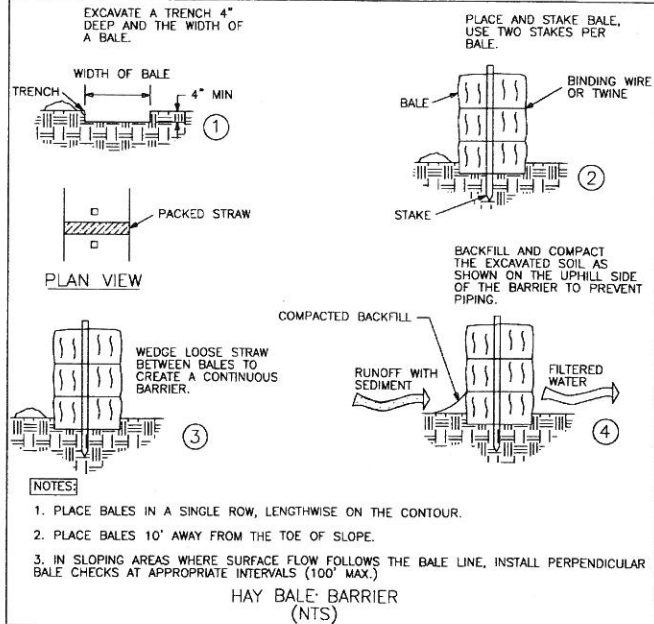 EXCAVATE A TRENCH 4"
DEEP AND THE WIDTH OF
A BALE.
WIDTH OF BALE
TRENCH
4" MIN
1
PACKED STRAW
PLAN VIEW
PLACE AND STAKE BALE,
USE TWO STAKES PER
BALE.
BALE
BINDING WIRE
OR TWINE
2
STAKE
WEDGE LOOSE STRAW
BETWEEN BALES TO
CREATE A CONTINUOUS
BARRIER.
3
BACKFILL AND COMPACT
THE EXCAVATED SOIL AS
SHOWN ON THE UPHILL SIDE
OF THE BARRIER TO PREVENT
PIPING.
COMPACTED BACKFILL
RUNOFF WITH
SEDIMENT
FILTERED
WATER
4
NOTES:
1. PLACE BALES IN A SINGLE ROW, LENGTHWISE ON THE CONTOUR.
2. PLACE BALES 10' AWAY FROM THE TOE OF SLOPE.
3. IN SLOPING AREAS WHERE SURFACE FLOW FOLLOWS THE BALE LINE, INSTALL PERPENDICULAR
BALE CHECKS AT APPROPRIATE INTERVALS (100' MAX.)
HAY BALE BARRIER
(NTS)